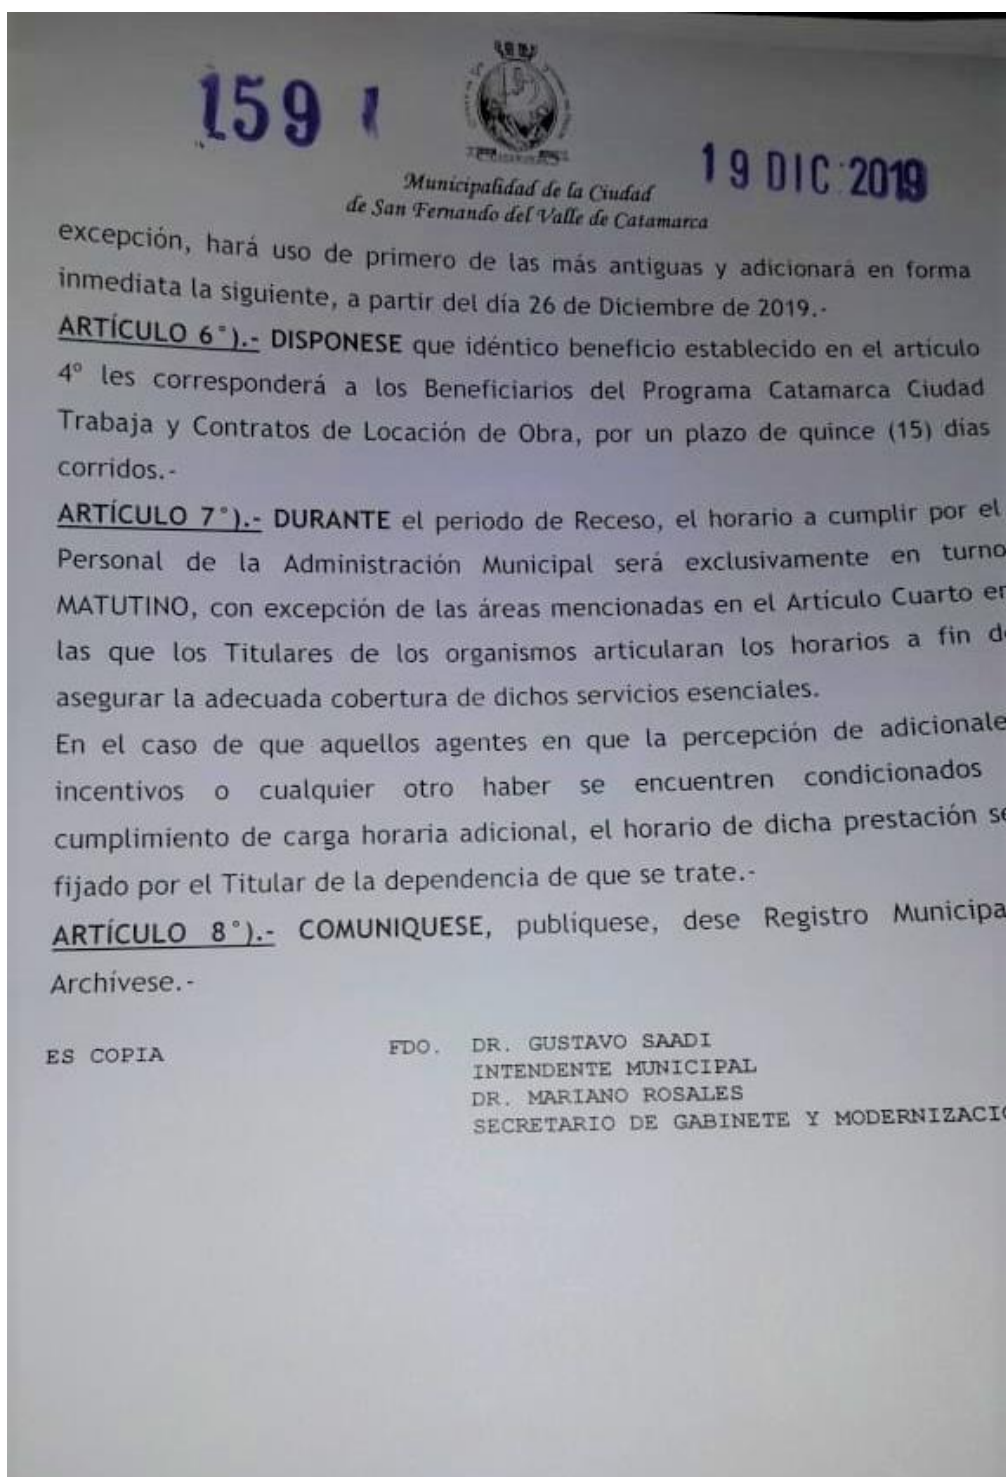 159 1
19 DIC 2019
Municipalidad de la Ciudad
de San Fernando del Valle de Catamarca
excepción, hará uso de primero de las más antiguas y adicionará en forma
inmediata la siguiente, a partir del día 26 de Diciembre de 2019.-
ARTÍCULO 6°).- DISPONESE que idéntico beneficio establecido en el artículo
4º les corresponderá a los Beneficiarios del Programa Catamarca Ciudad
Trabaja y Contratos de Locación de Obra, por un plazo de quince (15) días
corridos.-
ARTÍCULO 7°).- DURANTE el periodo de Receso, el horario a cumplir por el
Personal de la Administración Municipal será exclusivamente en turno
MATUTINO, con excepción de las áreas mencionadas en el Artículo Cuarto en
las que los Titulares de los organismos articularan los horarios a fin de
asegurar la adecuada cobertura de dichos servicios esenciales.
En el caso de que aquellos agentes en que la percepción de adicionale
incentivos o cualquier otro haber se encuentren condicionados
cumplimiento de carga horaria adicional, el horario de dicha prestación se
fijado por el Titular de la dependencia de que se trate.-
ARTÍCULO 8°).- COMUNIQUESE, publíquese, dese Registro Municipa
Archívese.-
ES COPIA
FDO. DR. GUSTAVO SAADI
INTENDENTE MUNICIPAL
DR. MARIANO ROSALES
SECRETARIO DE GABINETE Y MODERNIZACIO